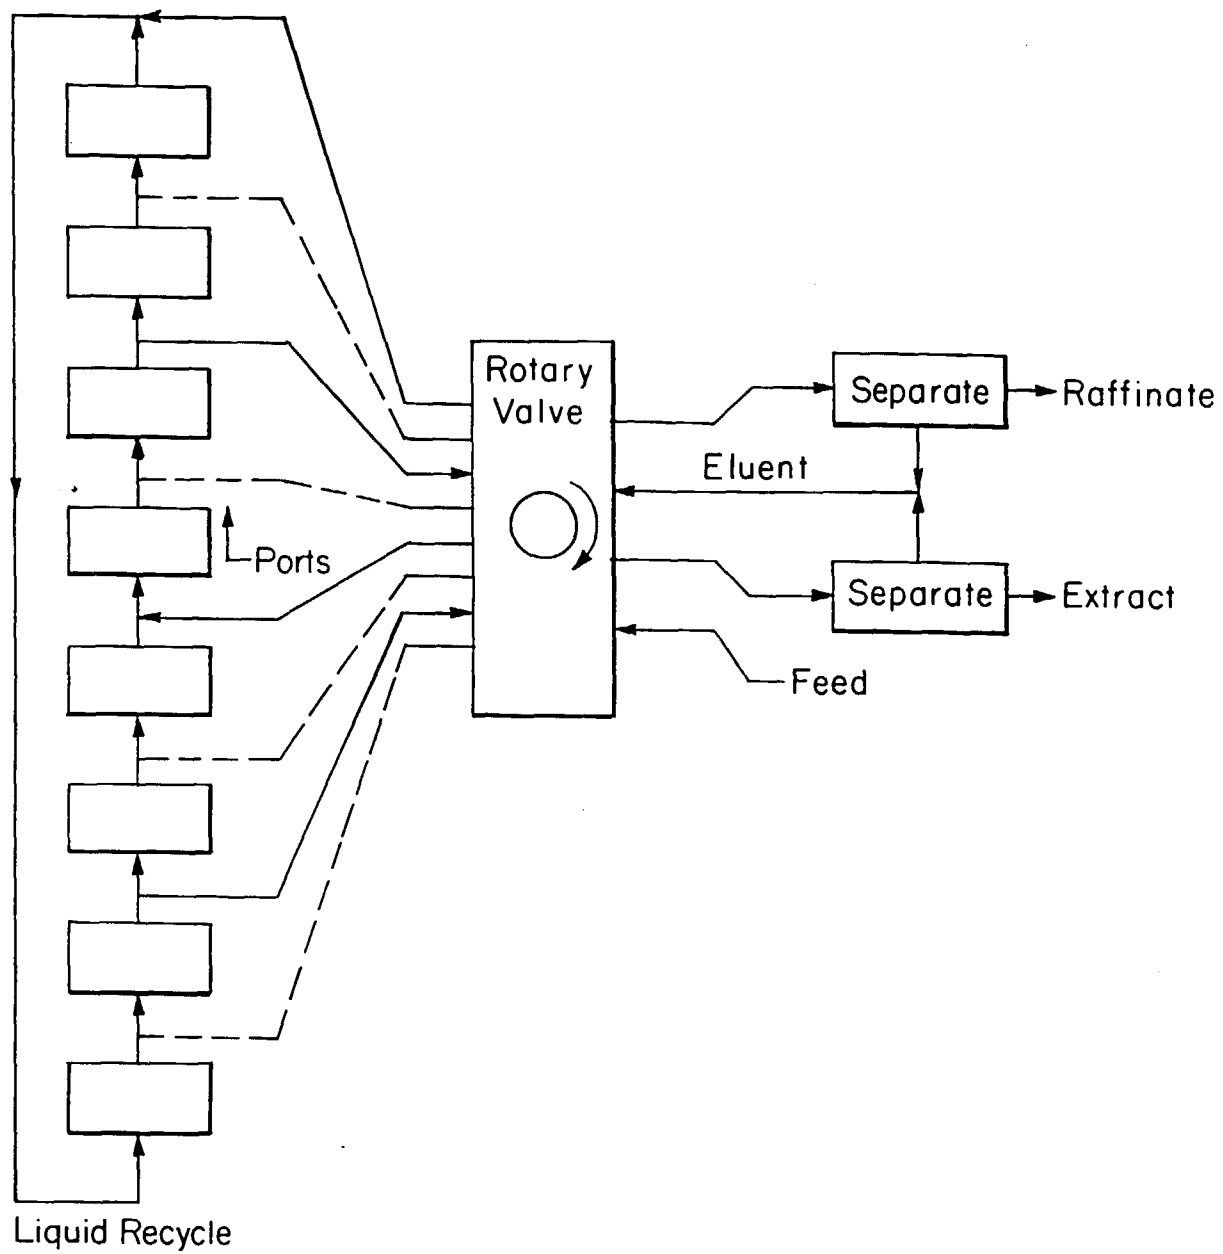 Rotary
Valve
Separate
Raffinate
Eluent
Ports
Separate
Extract
Feed
Liquid Recycle